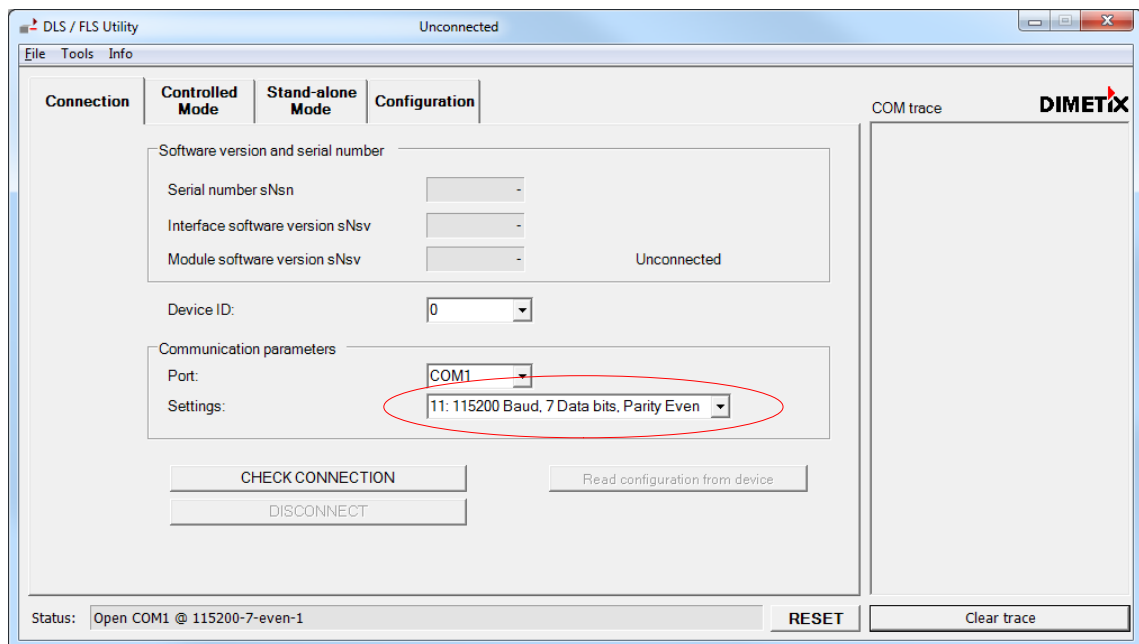 DLS / FLS Utility Unconnected
File Tools Info
Connection
Controlled Mode
Stand-alone Mode
Configuration
COM trace
DIMETIX
Software version and serial number
Serial number sNsn -
Interface software version sNsv -
Module software version sNsv - Unconnected
Device ID: 0
Communication parameters
Port: COM1
Settings: 11: 115200 Baud, 7 Data bits, Parity Even
CHECK CONNECTION Read configuration from device
DISCONNECT
Status: Open COM1 @ 115200-7-even-1 RESET Clear trace